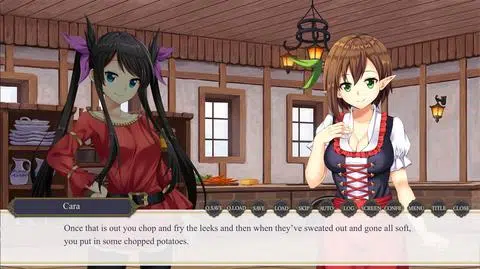 Cara
Q.SAVE Q.LOAD SAVE LOAD SKIP AUTO LOG SCREEN CONFIG MENU TITLE CLOSE
Once that is out you chop and fry the leeks and then when they've sweated out and gone all soft,
you put in some chopped potatoes.